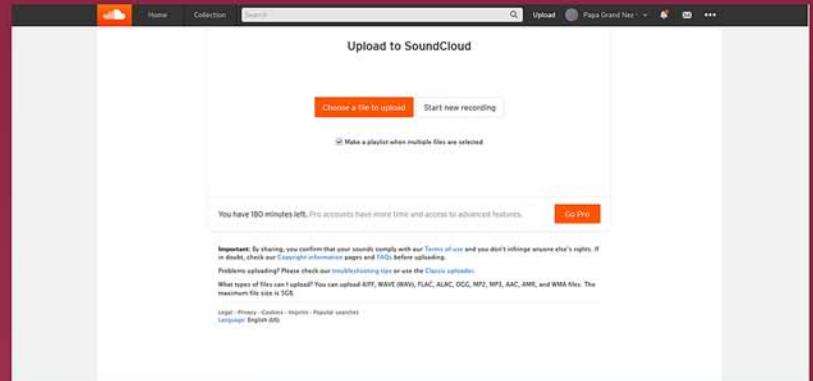 Home Collection Search Upload Papa Grand Nez
Upload to SoundCloud
Choose a file to upload Start new recording
Make a playlist when multiple files are selected
You have 180 minutes left. Pro accounts have more time and access to advanced features. Go Pro
Important: By sharing, you confirm that your sounds comply with our Terms of use and you don't infringe anyone else's rights. If
in doubt, check our Copyright information pages and FAQs before uploading.
Problems uploading? Please check our troubleshooting tips or use the Classic uploader.
What types of files can I upload? You can upload AIFF, WAVE (WAV), FLAC, ALAC, OGG, MP2, MP3, AAC, AMR, and WMA files. The
maximum file size is 5GB.
Legal - Privacy - Cookies - Imprint - Popular searches
Language: English (US)